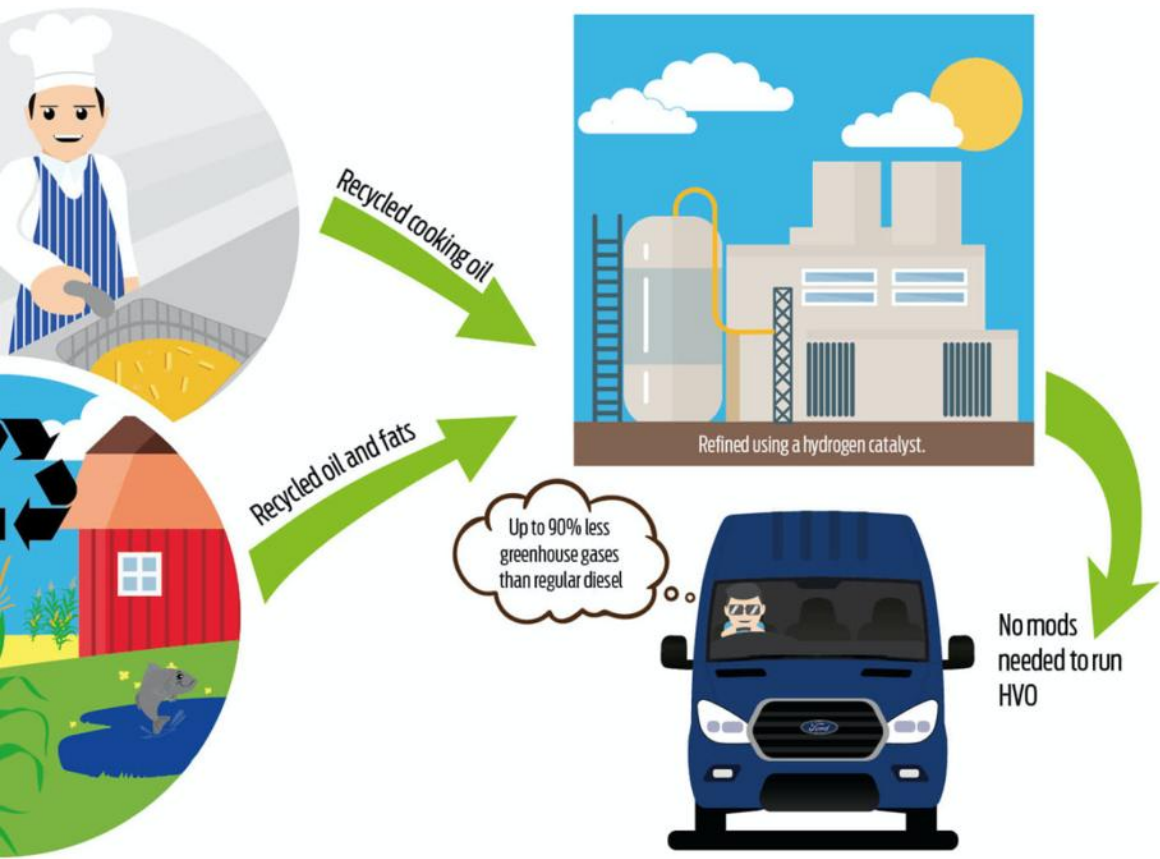 Recycled cooking oil
Recycled oil and fats
Refined using a hydrogen catalyst.
Up to 90% less
greenhouse gases
than regular diesel
No mods
needed to run
HVO
Ford